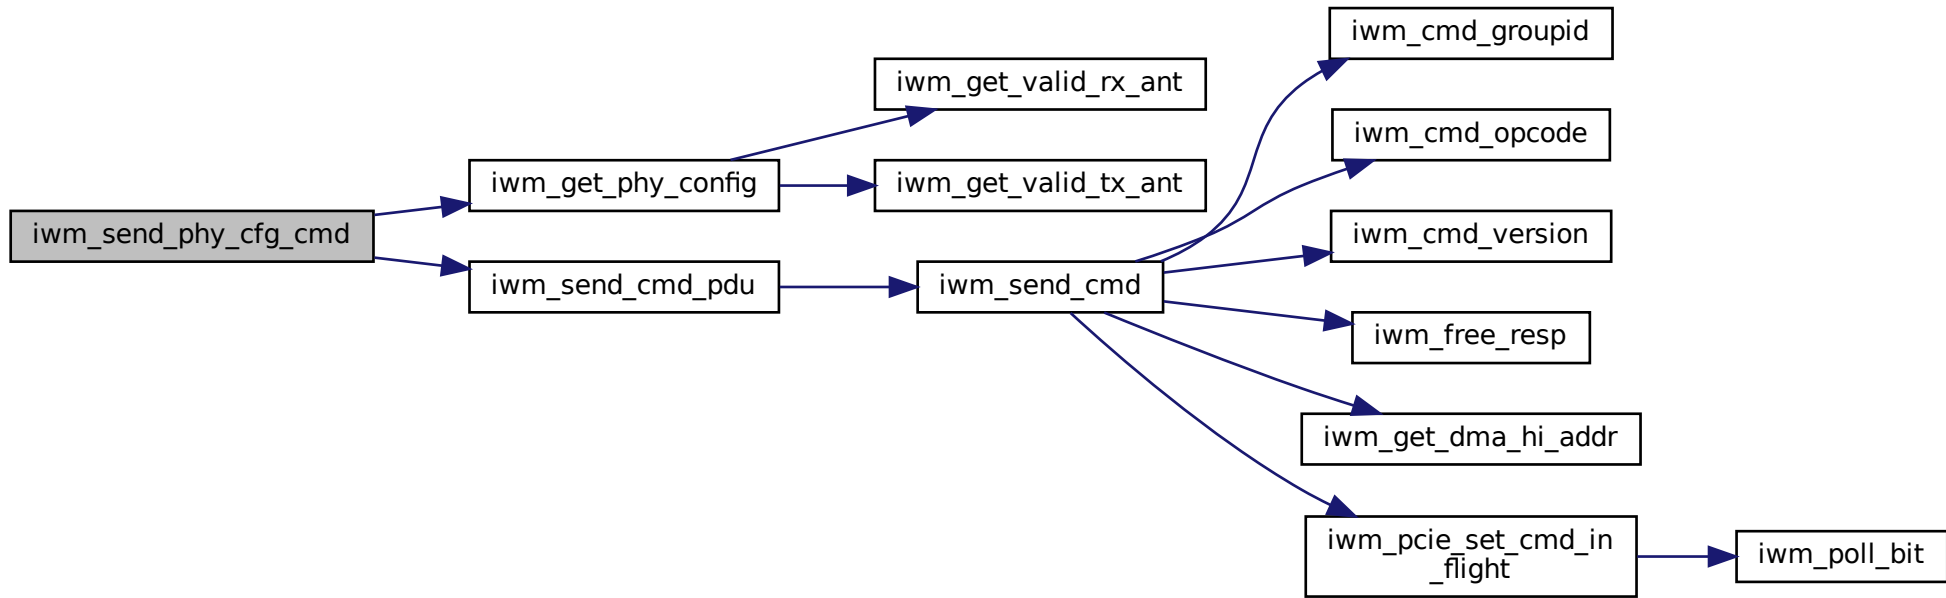 iwm_send_phy_cfg_cmd
iwm_get_phy_config
iwm_send_cmd_pdu
iwm_get_valid_rx_ant
iwm_get_valid_tx_ant
iwm_send_cmd
iwm_cmd_groupid
iwm_cmd_opcode
iwm_cmd_version
iwm_free_resp
iwm_get_dma_hi_addr
iwm_pcie_set_cmd_in
_flight
iwm_poll_bit